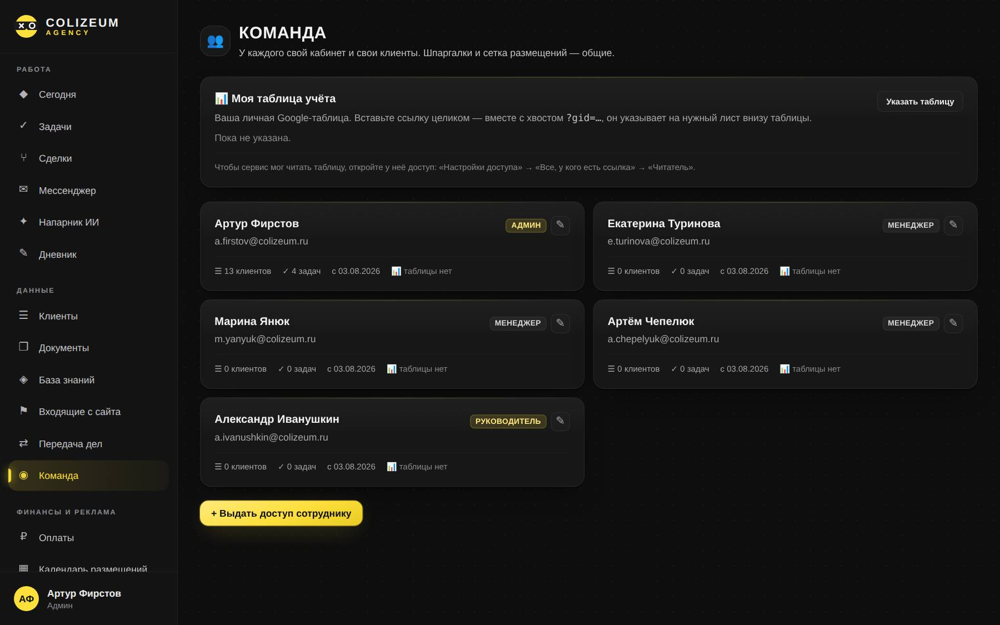 COLIZEUM
AGENCY
РАБОТА
Сегодня
Задачи
Сделки
Мессенджер
Напарник ИИ
Дневник
ДАННЫЕ
Клиенты
Документы
База знаний
Входящие с сайта
Передача дел
Команда
ФИНАНСЫ И РЕКЛАМА
Оплаты
Календарь размещений
АФ
Артур Фирстов
Админ
КОМАНДА
У каждого свой кабинет и свои клиенты. Шпаргалки и сетка размещений — общие.
Моя таблица учёта
Указать таблицу
Ваша личная Google-таблица. Вставьте ссылку целиком — вместе с хвостом ?gid=…, он указывает на нужный лист внизу таблицы.
Пока не указана.
Чтобы сервис мог читать таблицу, откройте у неё доступ: «Настройки доступа» → «Все, у кого есть ссылка» → «Читатель».
Артур Фирстов
АДМИН
a.firstov@colizeum.ru
☰ 13 клиентов ✓ 4 задач с 03.08.2026 таблицы нет
Екатерина Туринова
МЕНЕДЖЕР
e.turinova@colizeum.ru
☰ 0 клиентов ✓ 0 задач с 03.08.2026 таблицы нет
Марина Янюк
МЕНЕДЖЕР
m.yanyuk@colizeum.ru
☰ 0 клиентов ✓ 0 задач с 03.08.2026 таблицы нет
Артём Чепелюк
МЕНЕДЖЕР
a.chepelyuk@colizeum.ru
☰ 0 клиентов ✓ 0 задач с 03.08.2026 таблицы нет
Александр Иванушкин
РУКОВОДИТЕЛЬ
a.ivanushkin@colizeum.ru
☰ 0 клиентов ✓ 0 задач с 03.08.2026 таблицы нет
+ Выдать доступ сотруднику